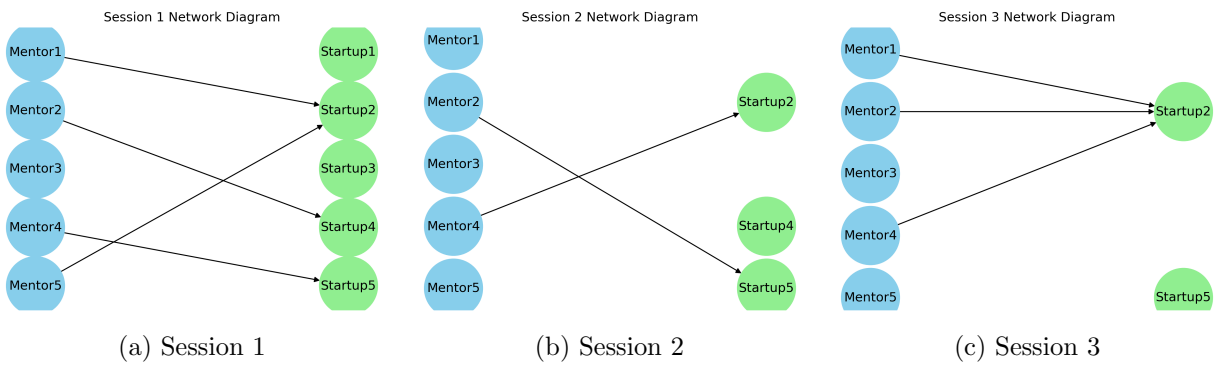 Session 1 Network Diagram
Mentor1
Mentor2
Mentor3
Mentor4
Mentor5
Startup1
Startup2
Startup3
Startup4
Startup5
(a) Session 1
Session 2 Network Diagram
Mentor1
Mentor2
Mentor3
Mentor4
Mentor5
Startup2
Startup4
Startup5
(b) Session 2
Session 3 Network Diagram
Mentor1
Mentor2
Mentor3
Mentor4
Mentor5
Startup2
Startup5
(c) Session 3